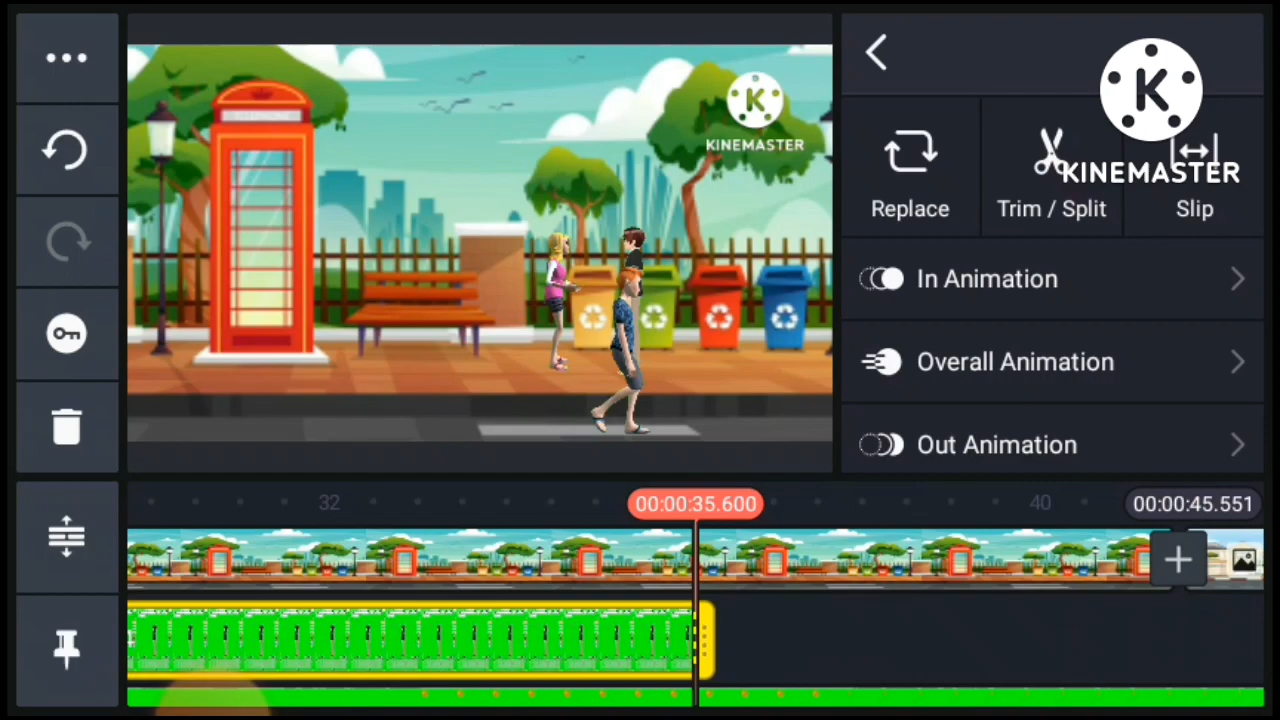 TELEPHONE
K
KINEMASTER
K
KINEMASTER
Replace
Trim / Split
Slip
In Animation
Overall Animation
Out Animation
32
00:00:35.600
40
00:00:45.551